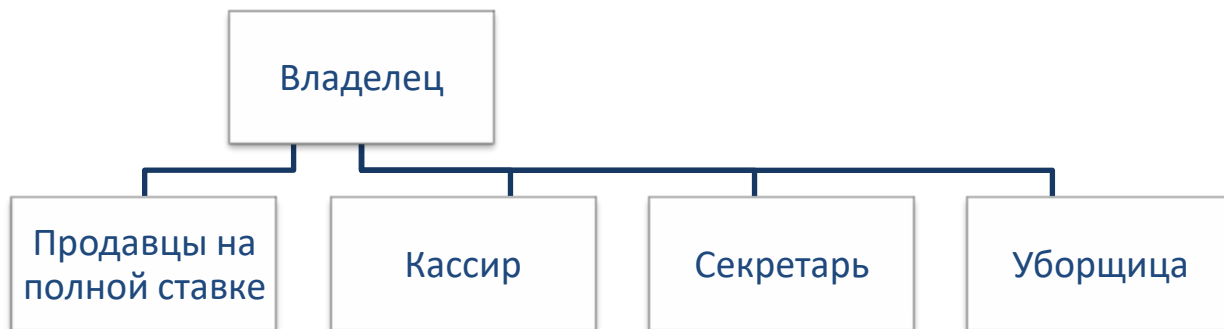 Владелец
Продавцы на
полной ставке
Кассир
Секретарь
Уборщица